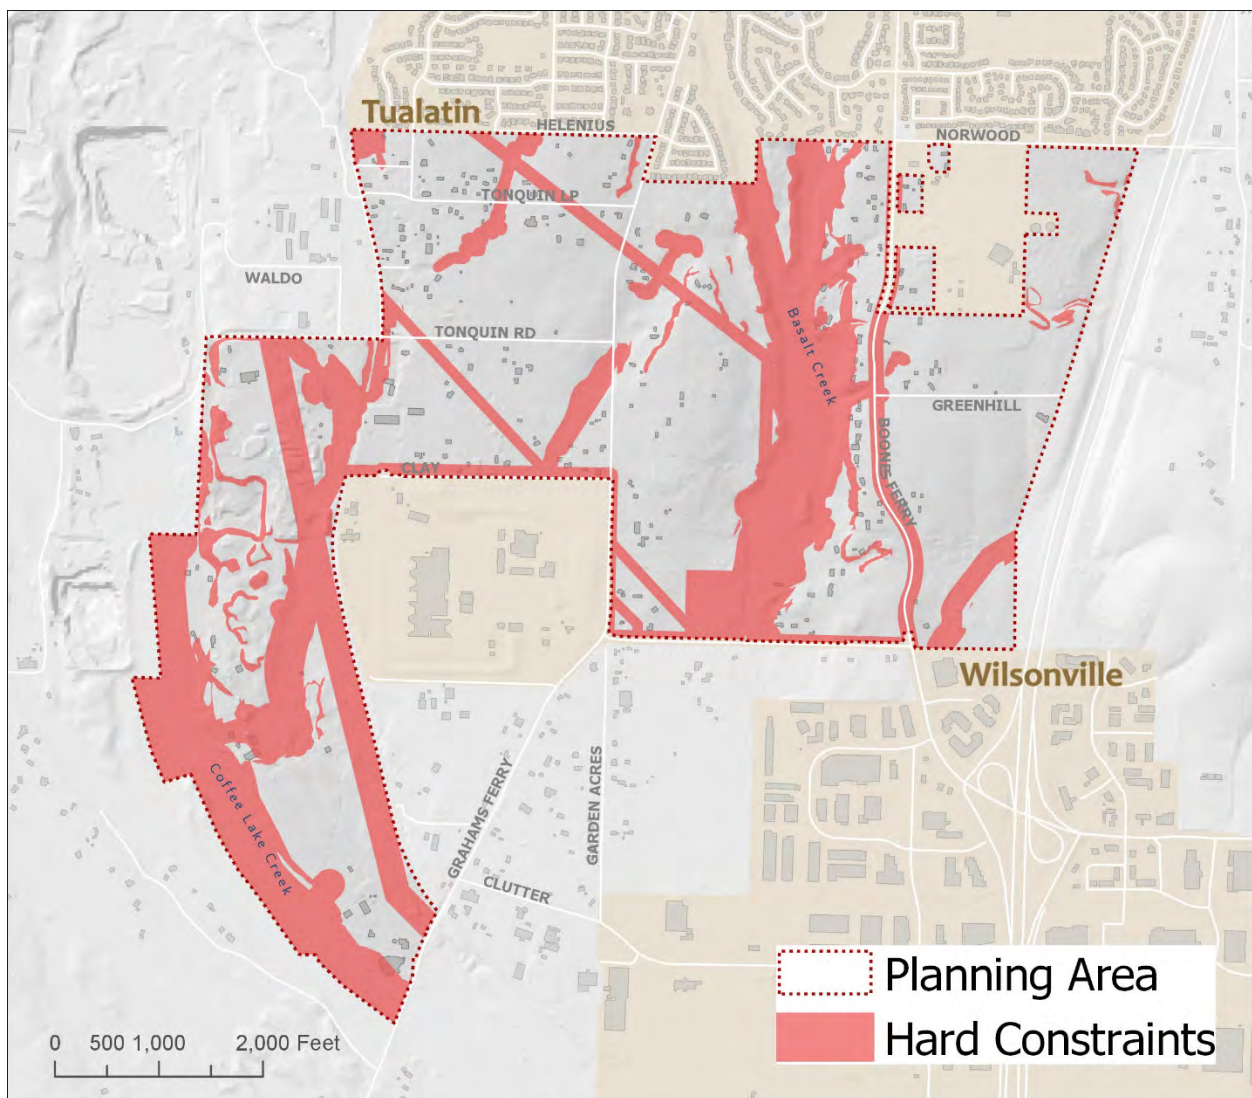 Tualatin
HELENIUS
NORWOOD
TONQUIN LP
WALDO
TONQUIN RD
Basalt Creek
GREENHILL
BOONES FERRY
CLAY
Wilsonville
Coffee Lake Creek
GRAHAMS FERRY
GARDEN ACRES
CLUTTER
Planning Area
Hard Constraints
0 500 1,000 2,000 Feet